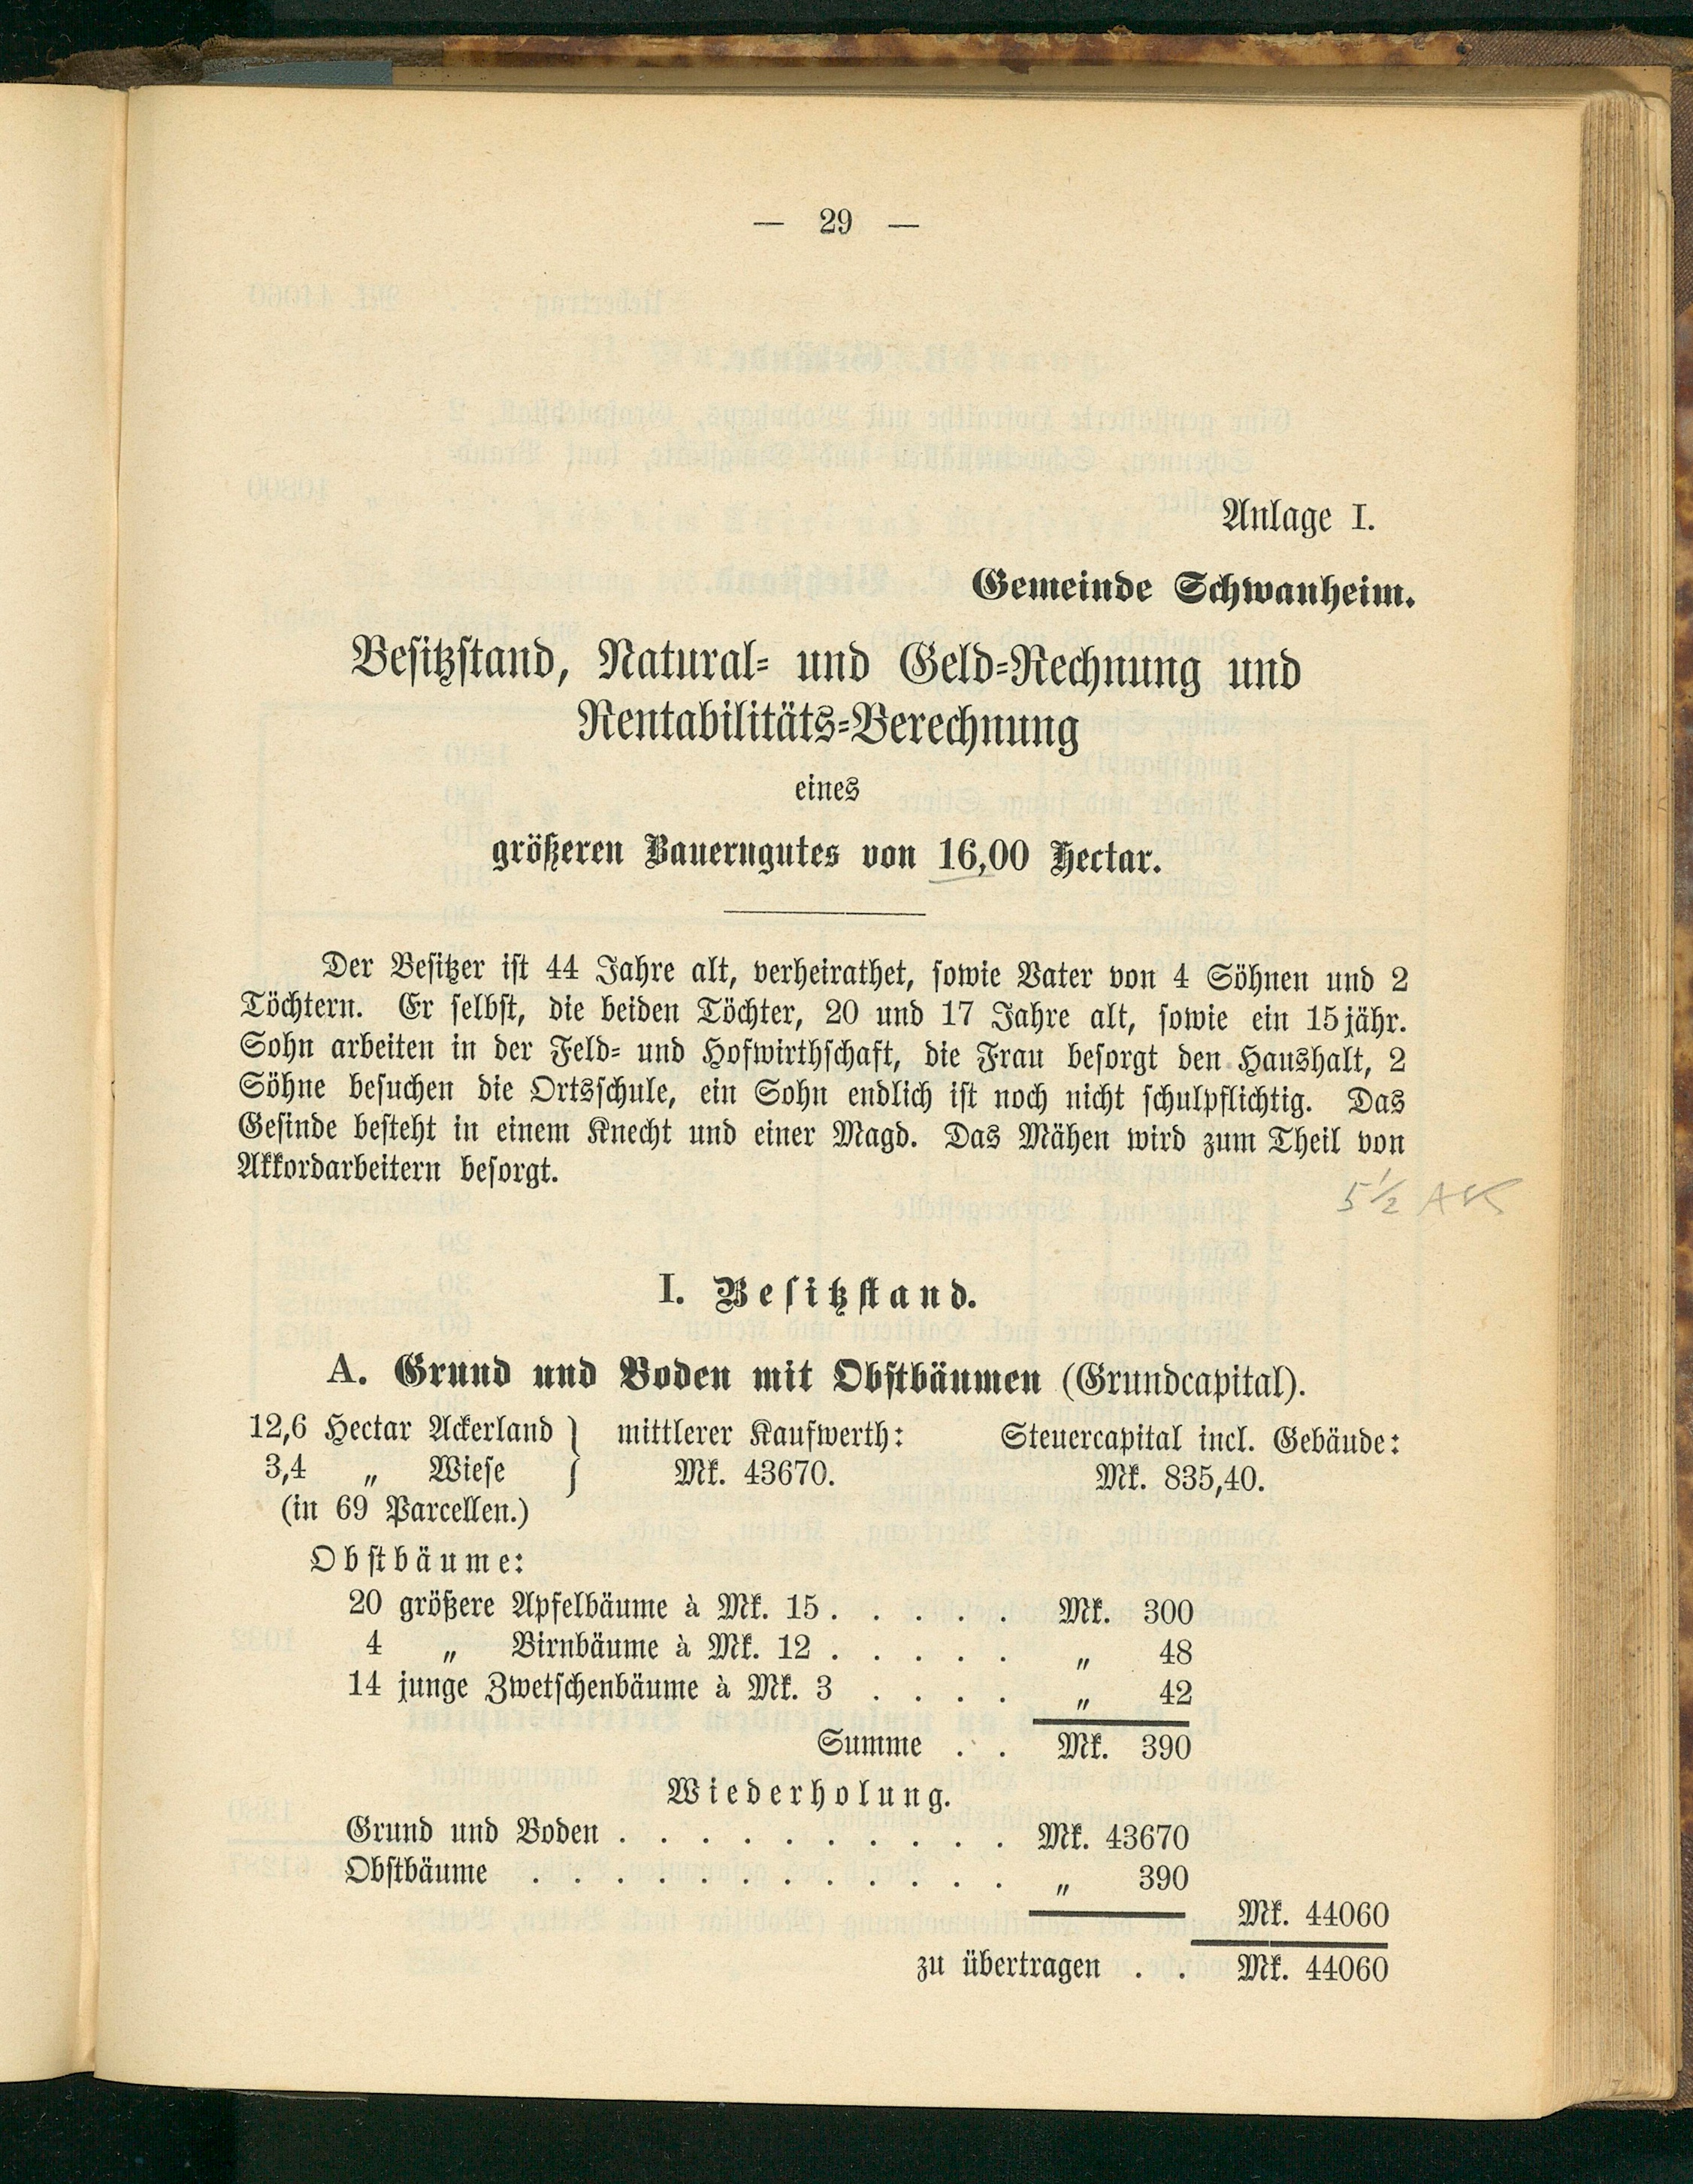 — 29 —
Anlage I.
Gemeinde Schwanheim.
Besitzstand, Natural- und Geld-Rechnung und
Rentabilitäts-Berechnung
eines
größeren Bauerngutes von 16,00 Hectar.
Der Besitzer ist 44 Jahre alt, verheirathet, sowie Vater von 4 Söhnen und 2
Töchtern. Er selbst, die beiden Töchter, 20 und 17 Jahre alt, sowie ein 15jähr.
Sohn arbeiten in der Feld- und Hofwirthschaft, die Frau besorgt den Haushalt, 2
Söhne besuchen die Ortsschule, ein Sohn endlich ist noch nicht schulpflichtig. Das
Gesinde besteht in einem Knecht und einer Magd. Das Mähen wird zum Theil von
Akkordarbeitern besorgt.
5 1/2 AK
I. Besitzstand.
A. Grund und Boden mit Obstbäumen (Grundcapital).
12,6 Hectar Ackerland } mittlerer Kaufwerth: Steuercapital incl. Gebäude:
3,4 „ Wiese } Mk. 43670. Mk. 835,40.
(in 69 Parcellen.)
Obstbäume:
20 größere Apfelbäume à Mk. 15 . . . . . Mk. 300
4 „ Birnbäume à Mk. 12 . . . . . „ 48
14 junge Zwetschenbäume à Mk. 3 . . . . „ 42
Summe . . Mk. 390
Wiederholung.
Grund und Boden . . . . . . . . . . Mk. 43670
Obstbäume . . . . . . . . . . . . „ 390
Mk. 44060
zu übertragen . . Mk. 44060